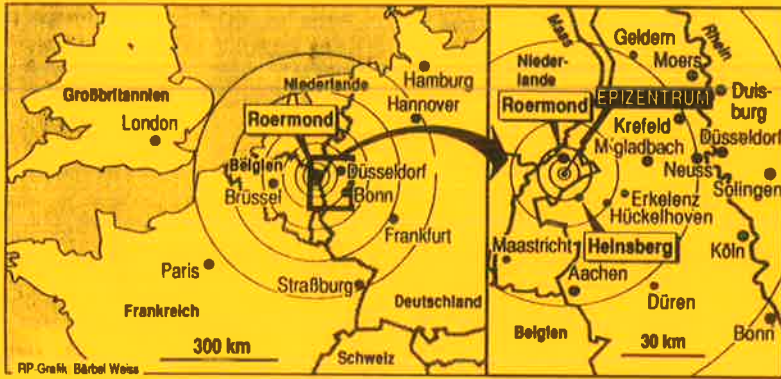 Großbritannien
London
Niederlande
Hamburg
Hannover
Roermond
Belgien
Brüssel
Düsseldorf
Bonn
Frankfurt
Paris
Straßburg
Frankreich
Deutschland
300 km
Schweiz
RP-Grafik Bärbel Weiss
Maas
Rhein
Geldern
Moers
Nieder-
lande
Duis-
burg
EPIZENTRUM
Roermond
Krefeld
M'gladbach
Düsseldorf
Neuss
Solingen
Erkelenz
Hückelhoven
Heinsberg
Maastricht
Köln
Aachen
Düren
Belgien
30 km
Bonn